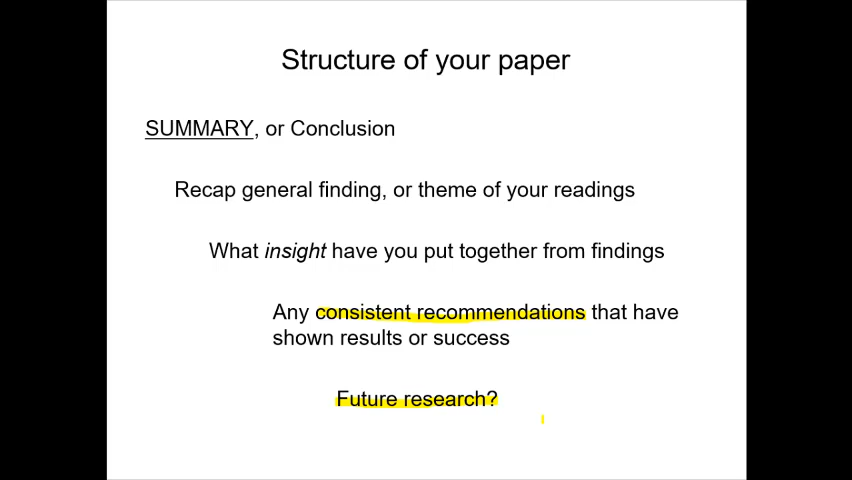 Structure of your paper
SUMMARY, or Conclusion
Recap general finding, or theme of your readings
What insight have you put together from findings
Any consistent recommendations that have
shown results or success
Future research?